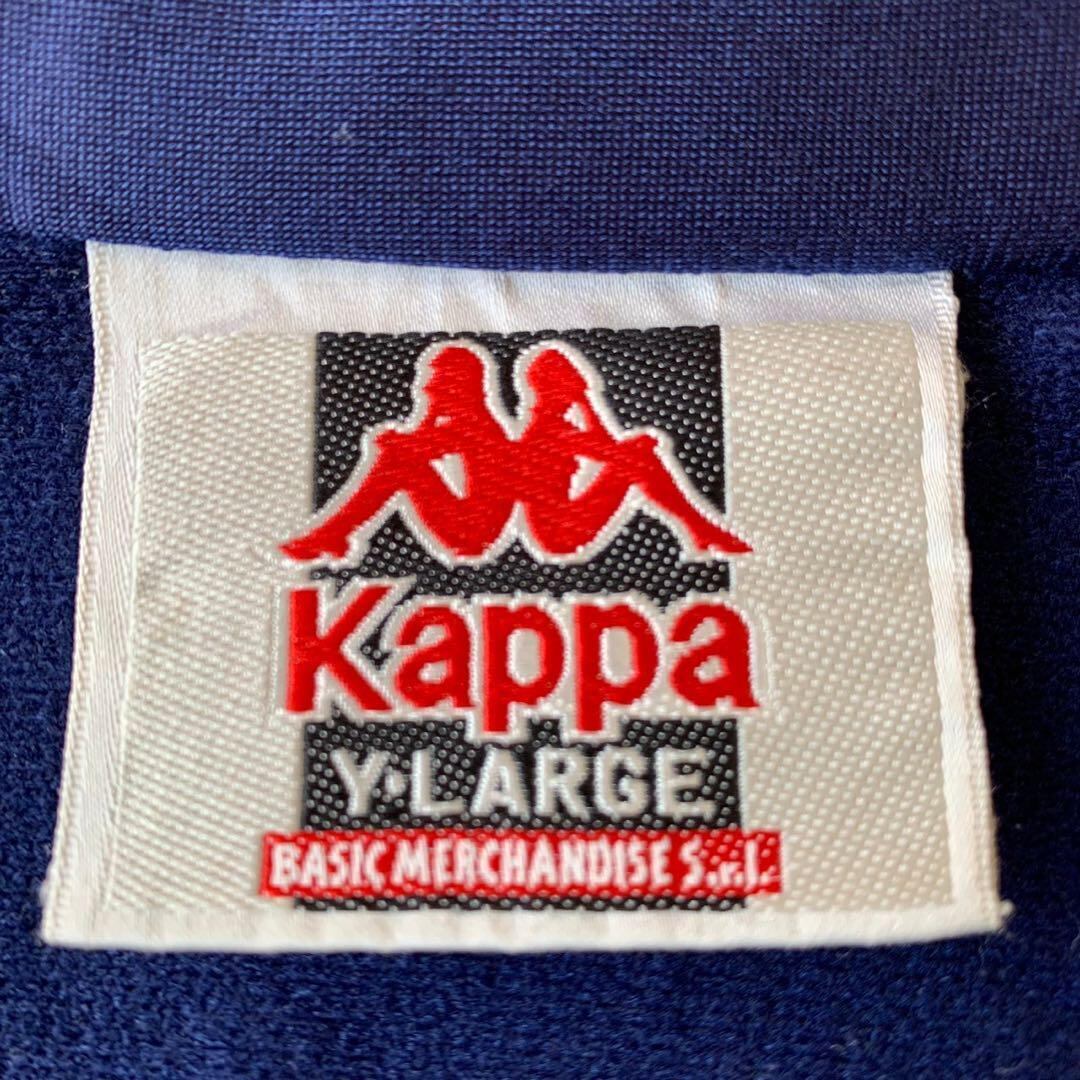 Kappa
Y·LARGE
BASIC MERCHANDISE S.r.l.